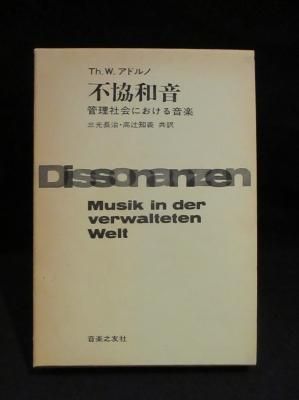 Th. W. アドルノ
不協和音
管理社会における音楽
三光長治・高辻知義 共訳
Dissonanzen
Musik in der
verwalteten
Welt
音楽之友社